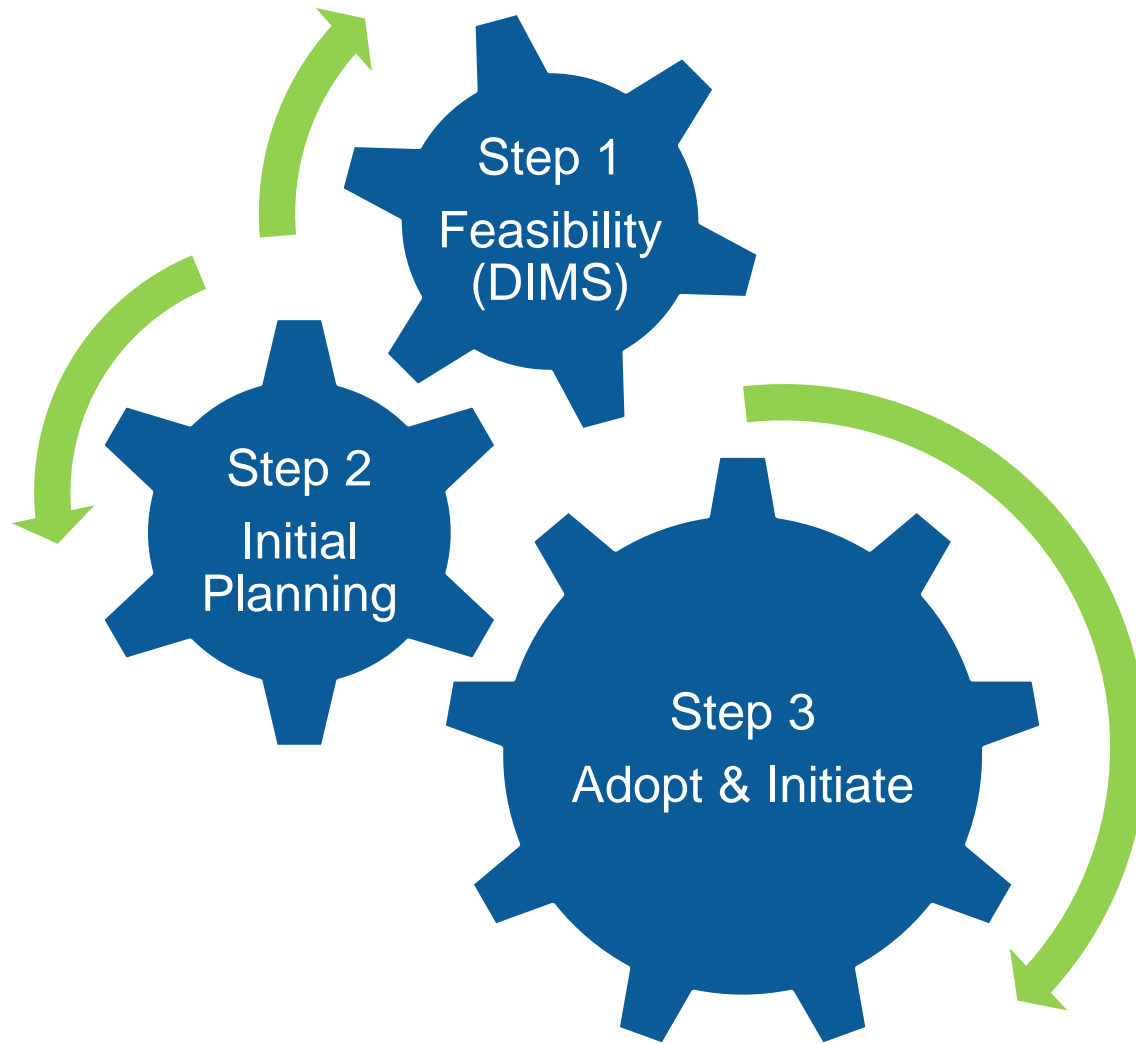 Step 1
Feasibility
(DIMS)
Step 2
Initial
Planning
Step 3
Adopt & Initiate